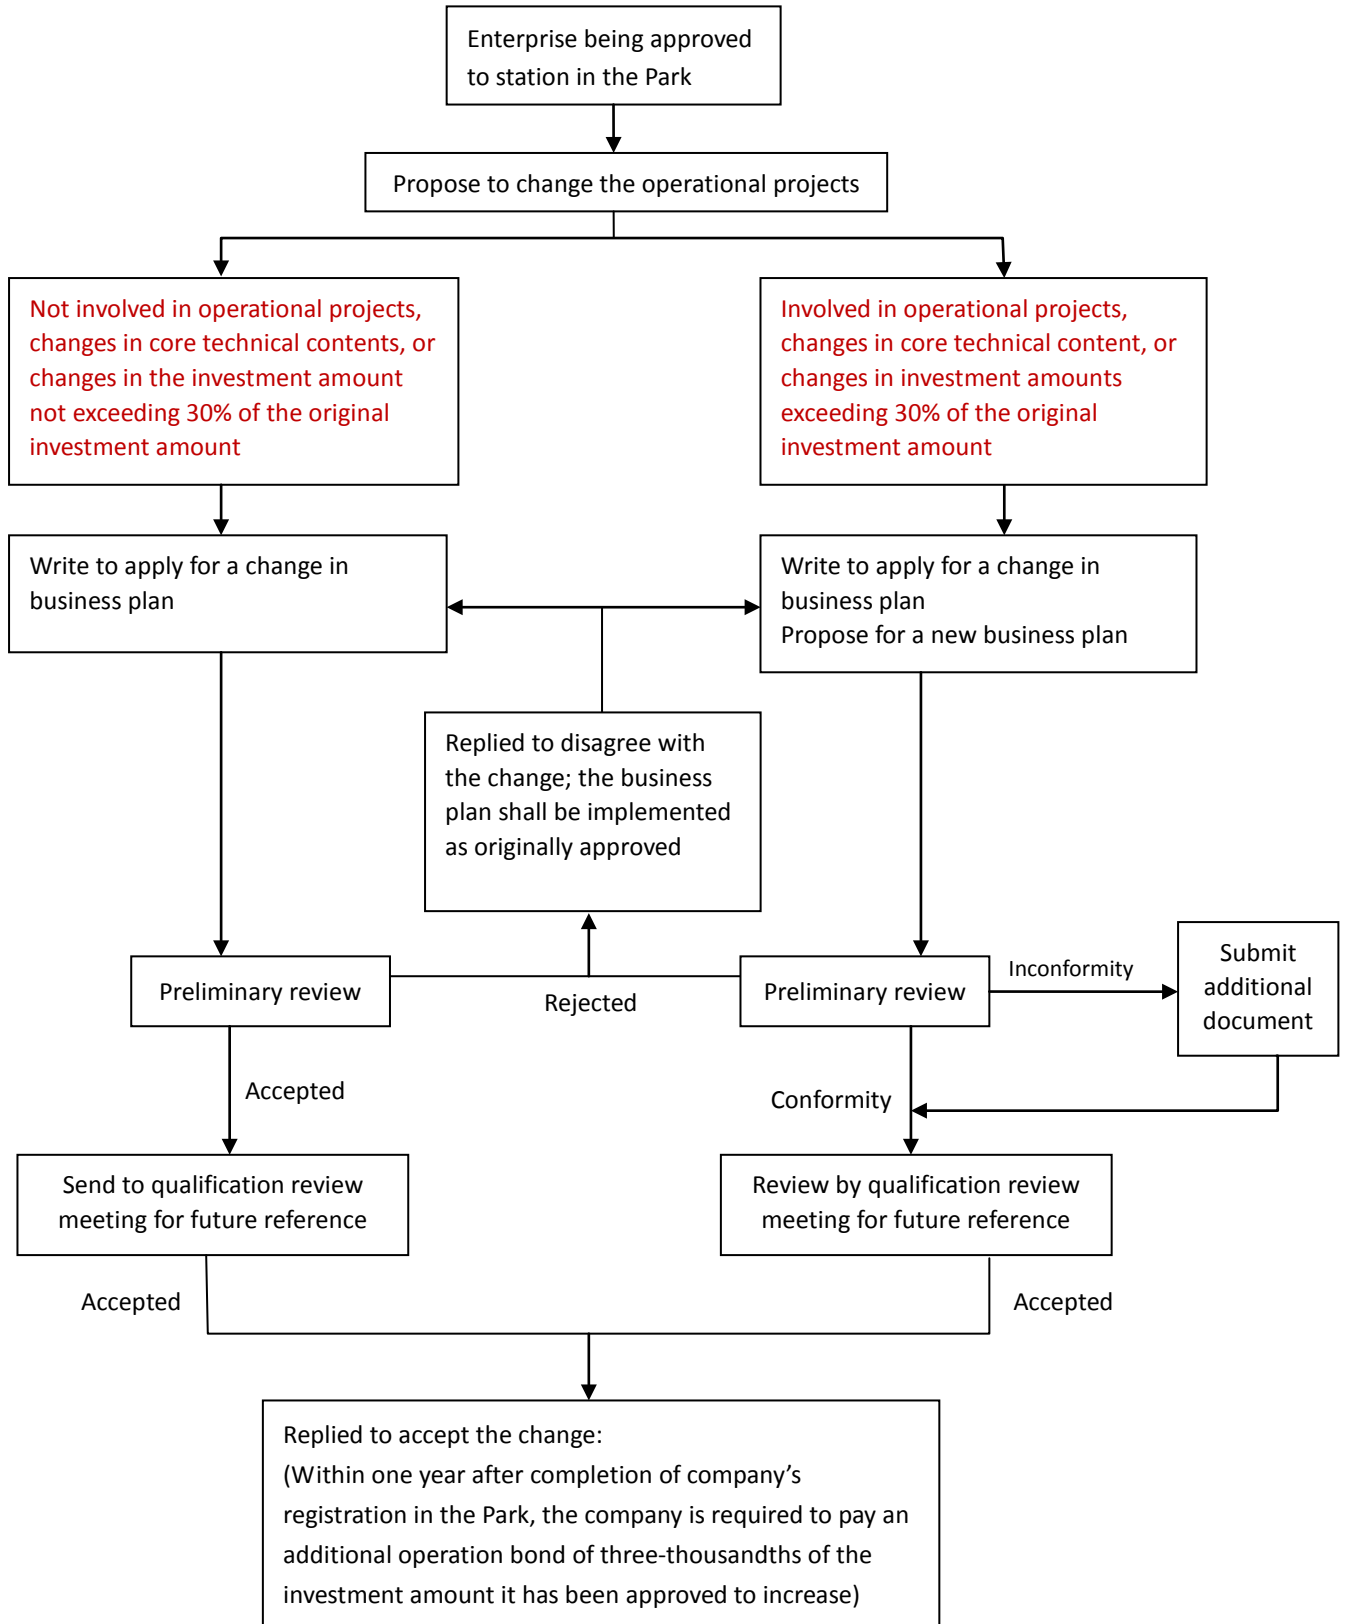 Enterprise being approved
to station in the Park
Propose to change the operational projects
Not involved in operational projects,
changes in core technical contents, or
changes in the investment amount
not exceeding 30% of the original
investment amount
Involved in operational projects,
changes in core technical content, or
changes in investment amounts
exceeding 30% of the original
investment amount
Write to apply for a change in
business plan
Write to apply for a change in
business plan
Propose for a new business plan
Replied to disagree with
the change; the business
plan shall be implemented
as originally approved
Preliminary review
Rejected
Preliminary review
Inconformity
Submit
additional
document
Accepted
Conformity
Send to qualification review
meeting for future reference
Review by qualification review
meeting for future reference
Accepted
Accepted
Replied to accept the change:
(Within one year after completion of company’s
registration in the Park, the company is required to pay an
additional operation bond of three-thousandths of the
investment amount it has been approved to increase)